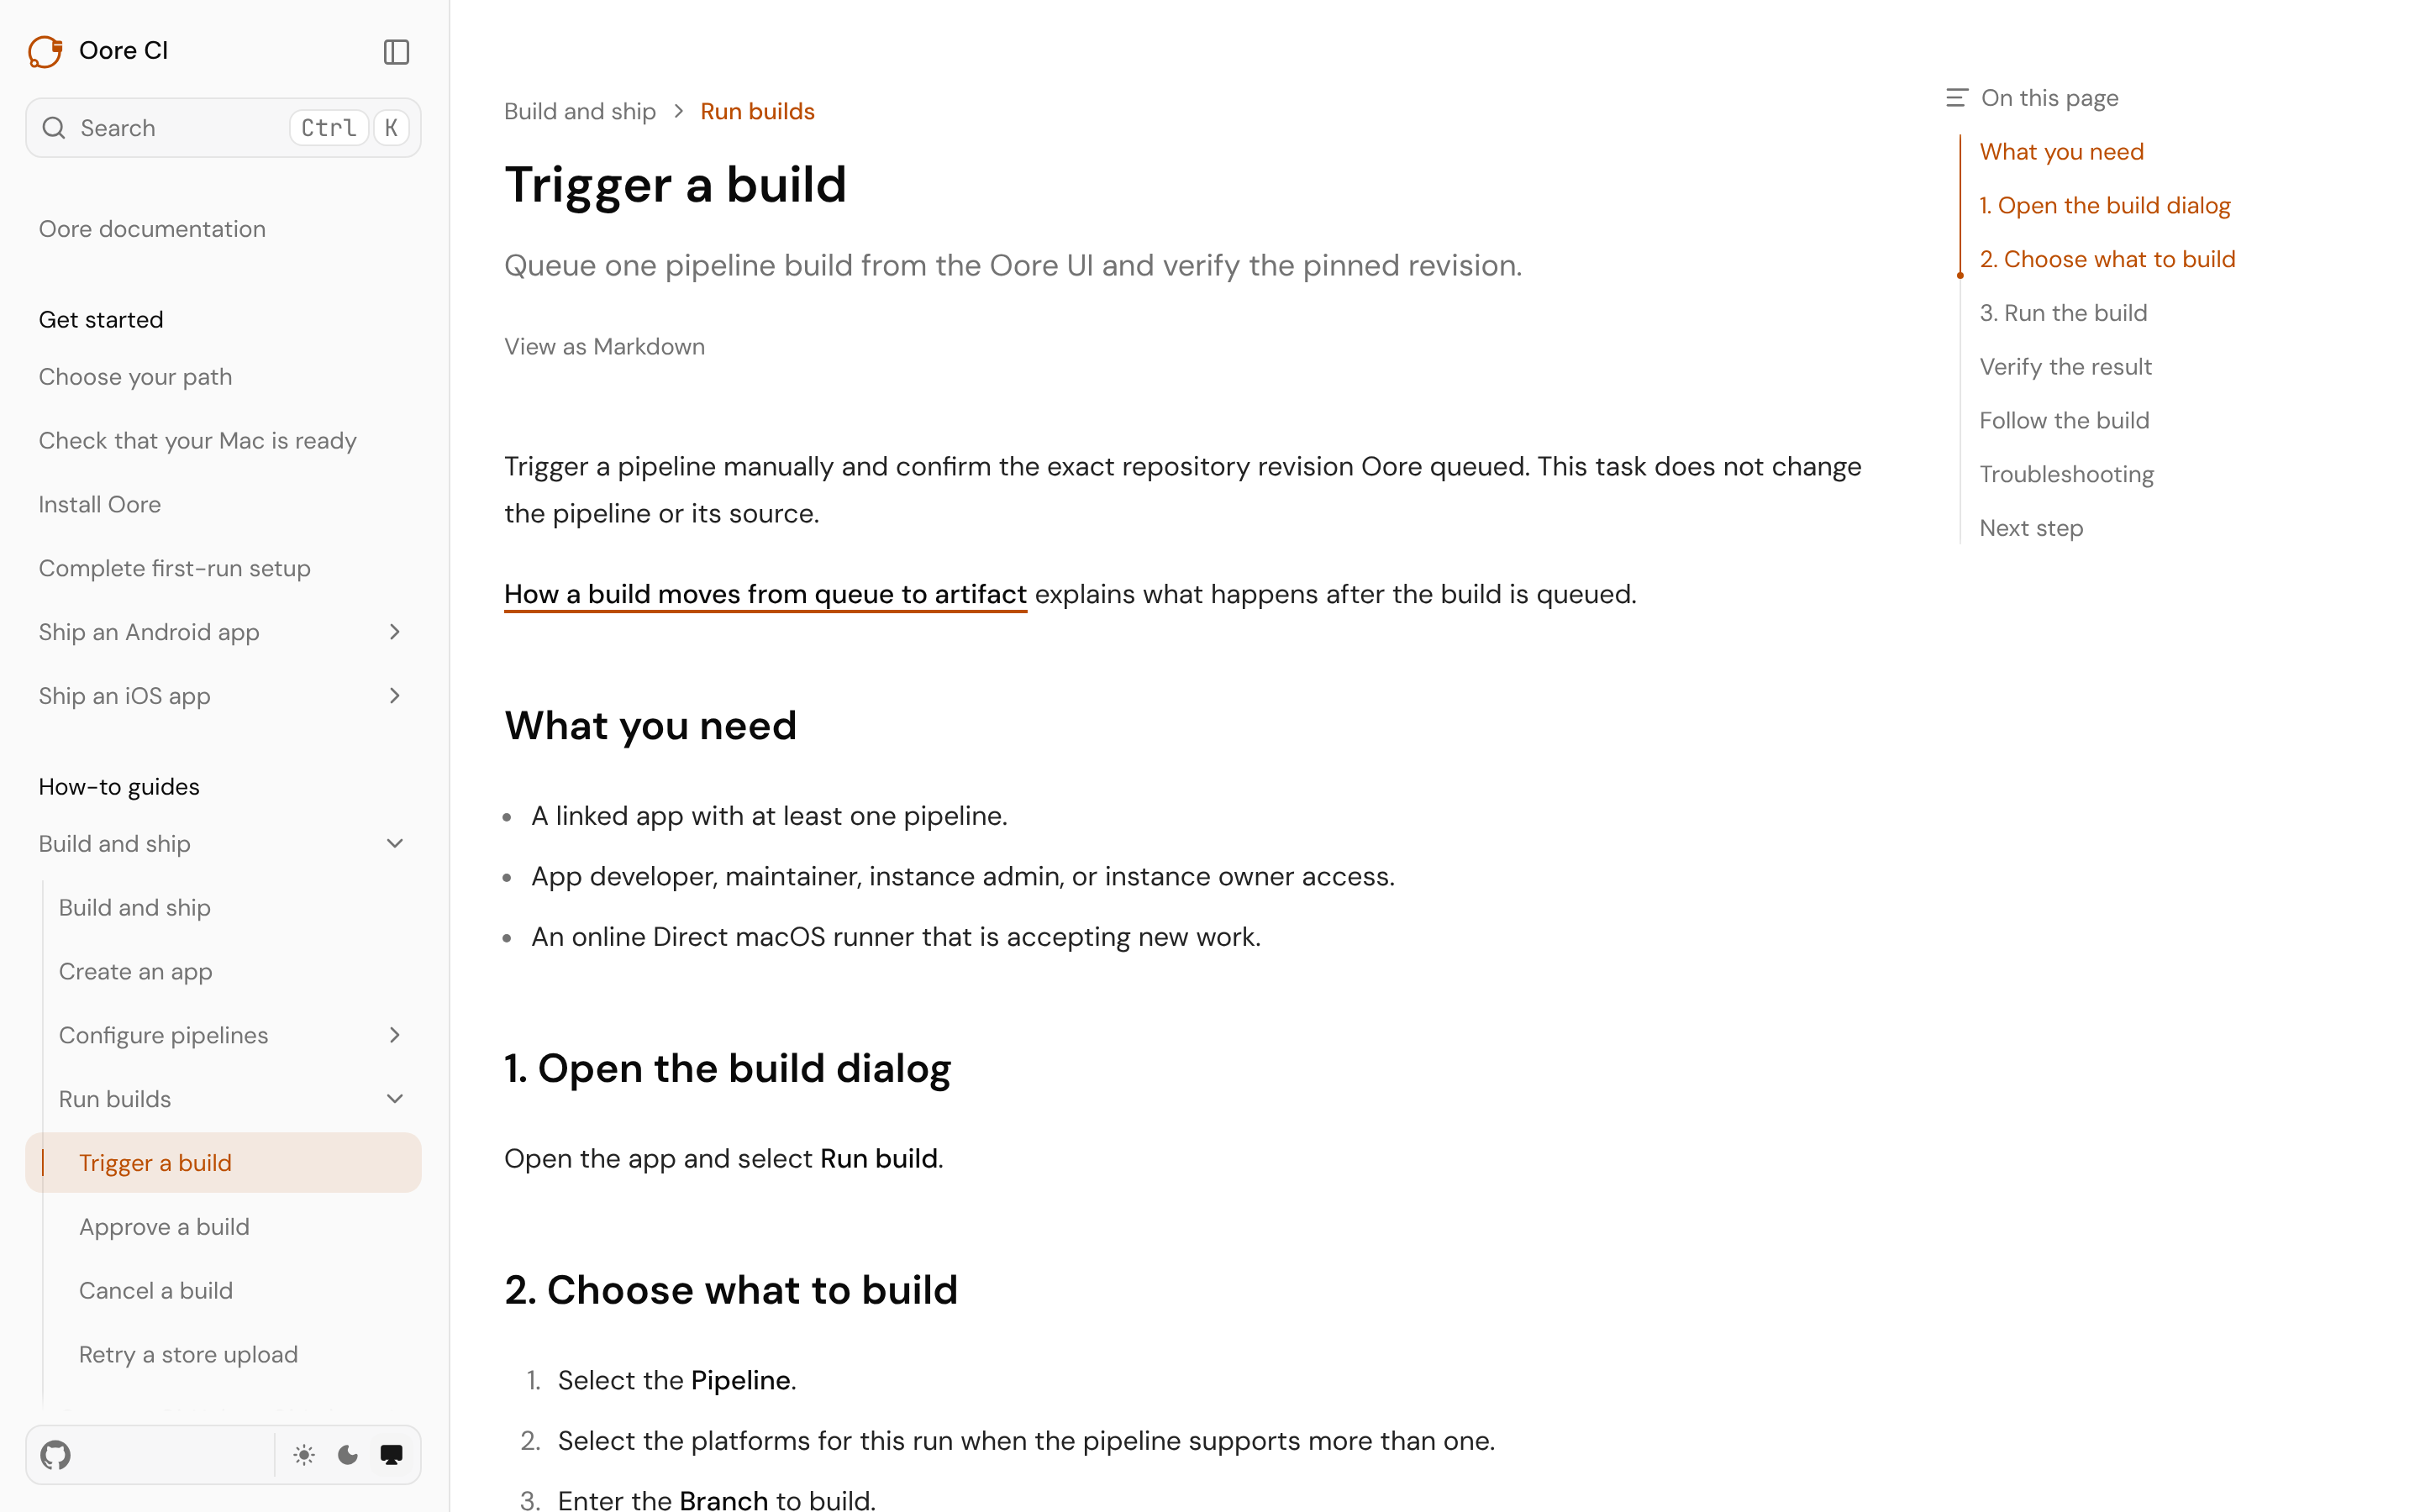 Oore CI
Search Ctrl K
Oore documentation
Get started
Choose your path
Check that your Mac is ready
Install Oore
Complete first-run setup
Ship an Android app
Ship an iOS app
How-to guides
Build and ship
Build and ship
Create an app
Configure pipelines
Run builds
Trigger a build
Approve a build
Cancel a build
Retry a store upload
Build and ship > Run builds
Trigger a build
Queue one pipeline build from the Oore UI and verify the pinned revision.
View as Markdown
Trigger a pipeline manually and confirm the exact repository revision Oore queued. This task does not change
the pipeline or its source.
How a build moves from queue to artifact explains what happens after the build is queued.
What you need
• A linked app with at least one pipeline.
• App developer, maintainer, instance admin, or instance owner access.
• An online Direct macOS runner that is accepting new work.
1. Open the build dialog
Open the app and select Run build.
2. Choose what to build
1. Select the Pipeline.
2. Select the platforms for this run when the pipeline supports more than one.
3. Enter the Branch to build.
On this page
What you need
1. Open the build dialog
2. Choose what to build
3. Run the build
Verify the result
Follow the build
Troubleshooting
Next step